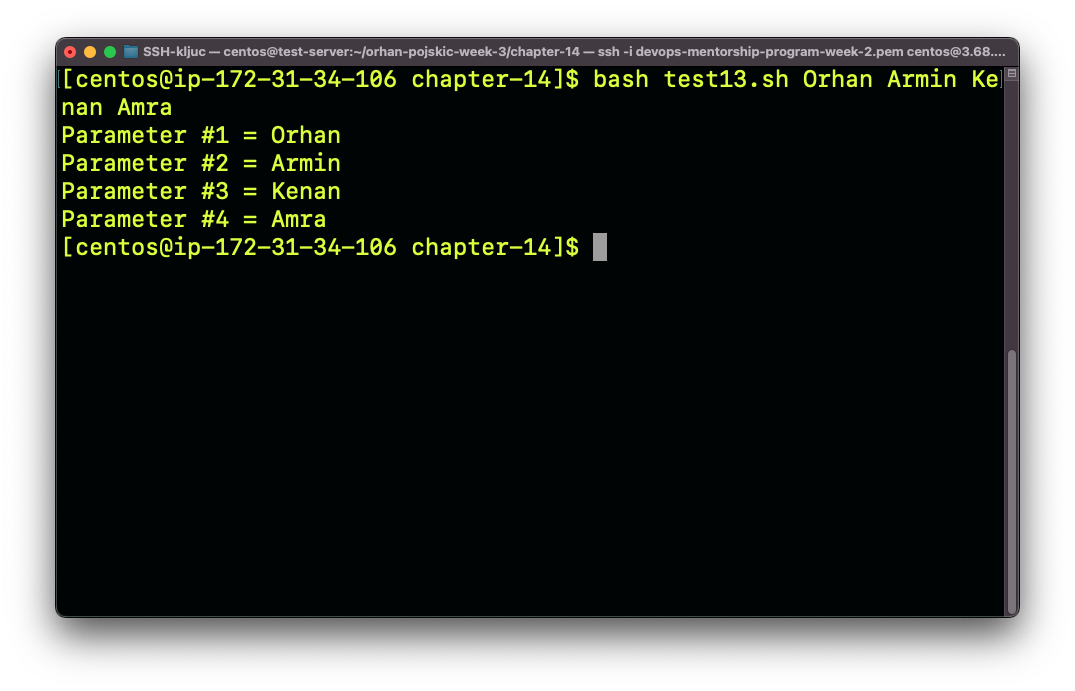 SSH-kljuc — centos@test-server:~/orhan-pojskic-week-3/chapter-14 — ssh -i devops-mentorship-program-week-2.pem centos@3.68....
[centos@ip-172-31-34-106 chapter-14]$ bash test13.sh Orhan Armin Ke
nan Amra
Parameter #1 = Orhan
Parameter #2 = Armin
Parameter #3 = Kenan
Parameter #4 = Amra
[centos@ip-172-31-34-106 chapter-14]$